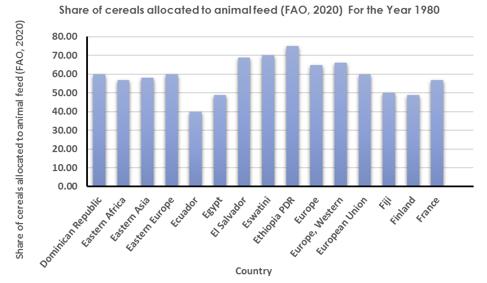 Share of cereals allocated to animal feed (FAO, 2020) For the Year 1980
Share of cereals allocated to animal feed (FAO, 2020)
80.00
70.00
60.00
50.00
40.00
30.00
20.00
10.00
0.00
Dominican Republic
Eastern Africa
Eastern Asia
Eastern Europe
Ecuador
Egypt
El Salvador
Eswatini
Ethiopia PDR
Europe
Europe, Western
European Union
Fiji
Finland
France
Country